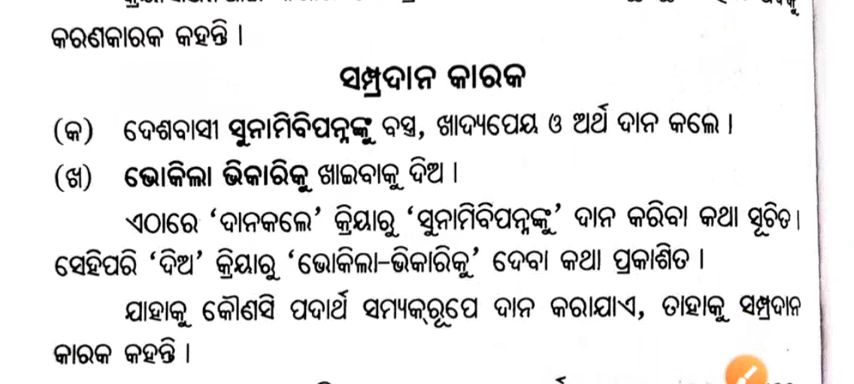 କରଣକାରକ କହନ୍ତି ।
ସମ୍ପ୍ରଦାନ କାରକ
(କ) ଦେଶବାସୀ ସୁନାମିବିପନ୍ନଙ୍କୁ ବସ୍ତ୍ର, ଖାଦ୍ୟପେୟ ଓ ଅର୍ଥ ଦାନ କଲେ ।
(ଖ) ଭୋକିଲା ଭିକାରିକୁ ଖାଇବାକୁ ଦିଅ ।
ଏଠାରେ ‘ଦାନକଲେ’ କ୍ରିୟାରୁ ‘ସୁନାମିବିପନ୍ନଙ୍କୁ’ ଦାନ କରିବା କଥା ସୂଚିତ।
ସେହିପରି ‘ଦିଅ’ କ୍ରିୟାରୁ ‘ଭୋକିଲା-ଭିକାରିକୁ’ ଦେବା କଥା ପ୍ରକାଶିତ ।
ଯାହାକୁ କୌଣସି ପଦାର୍ଥ ସମ୍ୟକ୍‌ରୂପେ ଦାନ କରାଯାଏ, ତାହାକୁ ସମ୍ପ୍ରଦାନ
କାରକ କହନ୍ତି ।